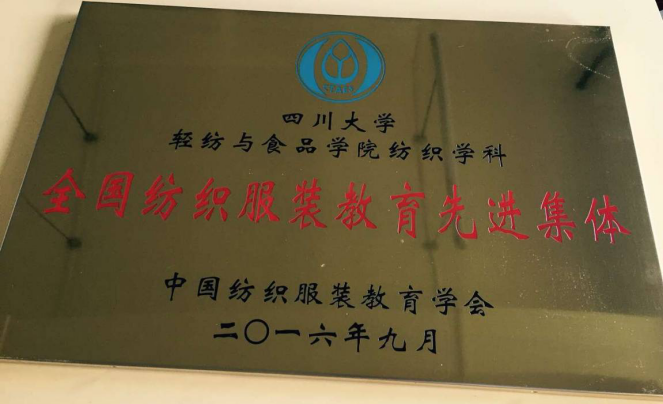 四川大学
轻纺与食品学院纺织学科
全国纺织服装教育先进集体
中国纺织服装教育学会
二〇一六年九月